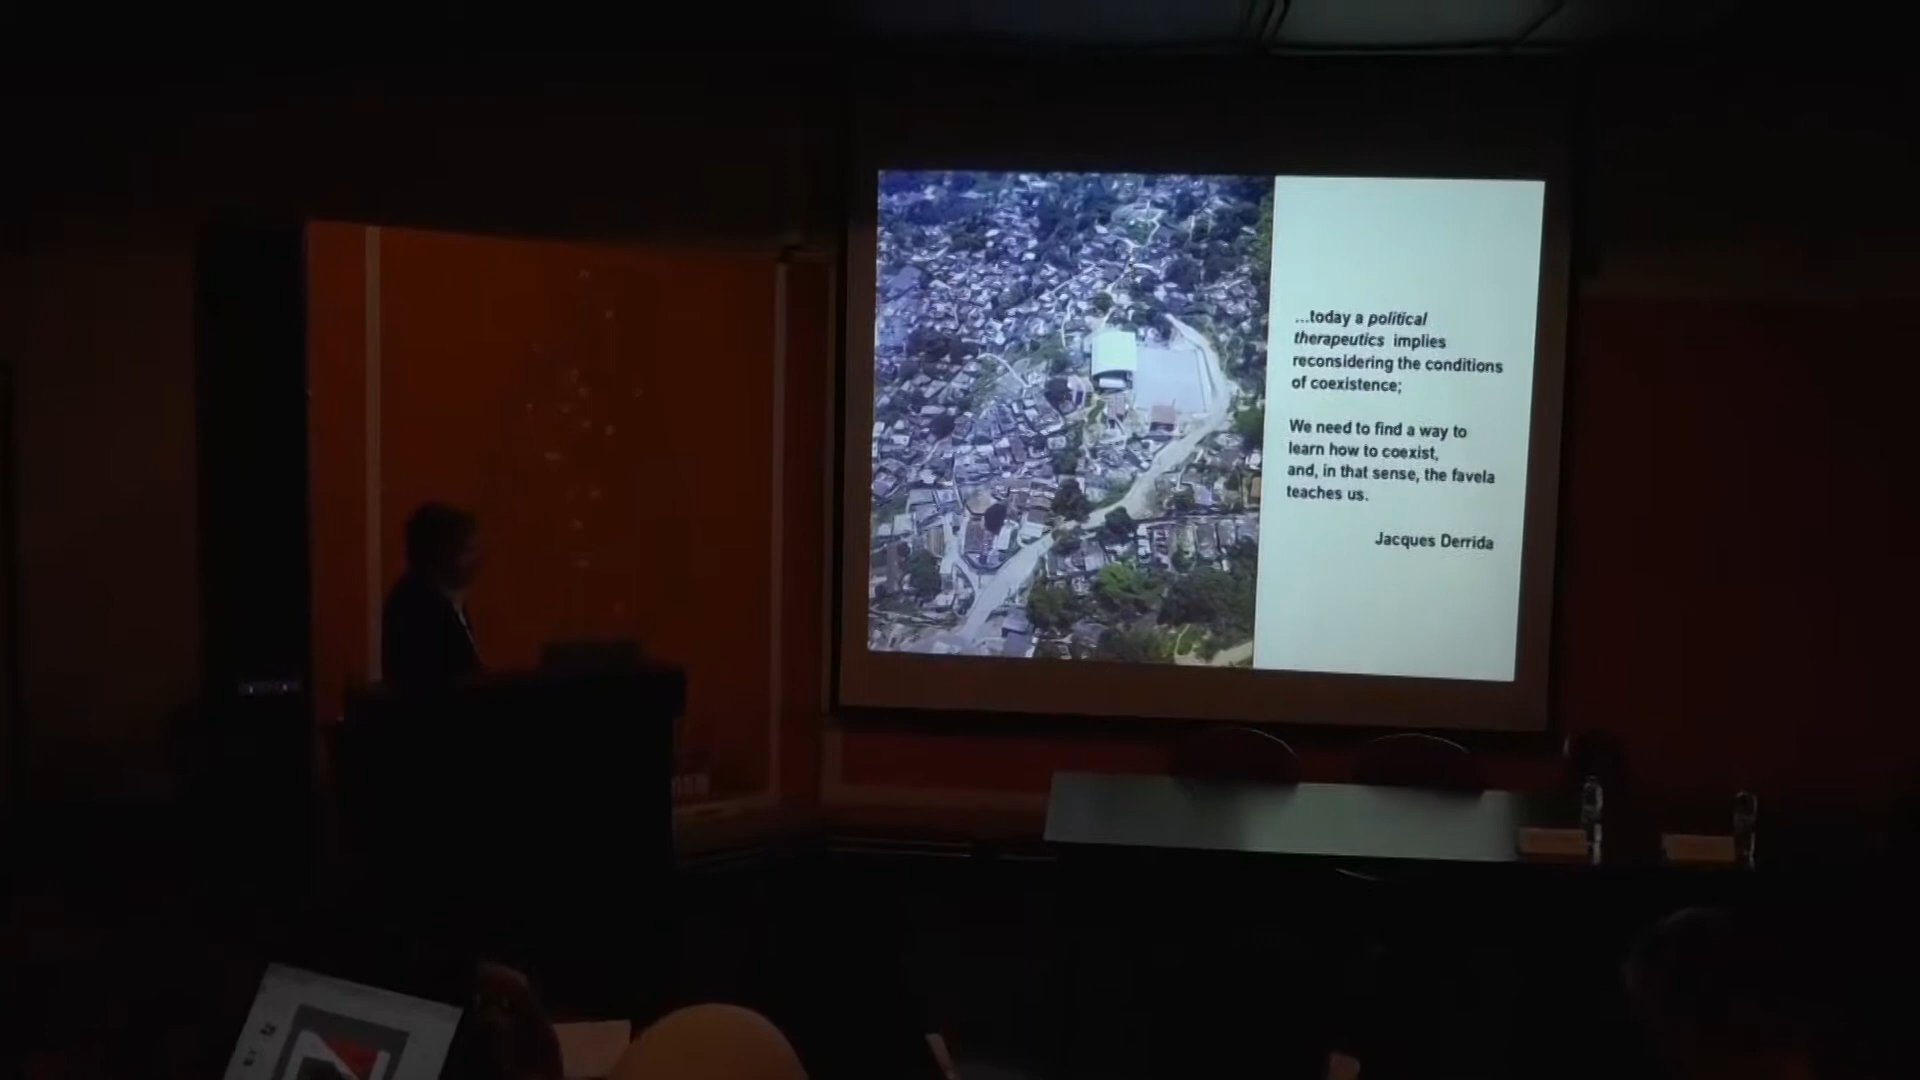 ...today a political
therapeutics implies
reconsidering the conditions
of coexistence;
We need to find a way to
learn how to coexist,
and, in that sense, the favela
teaches us.
Jacques Derrida